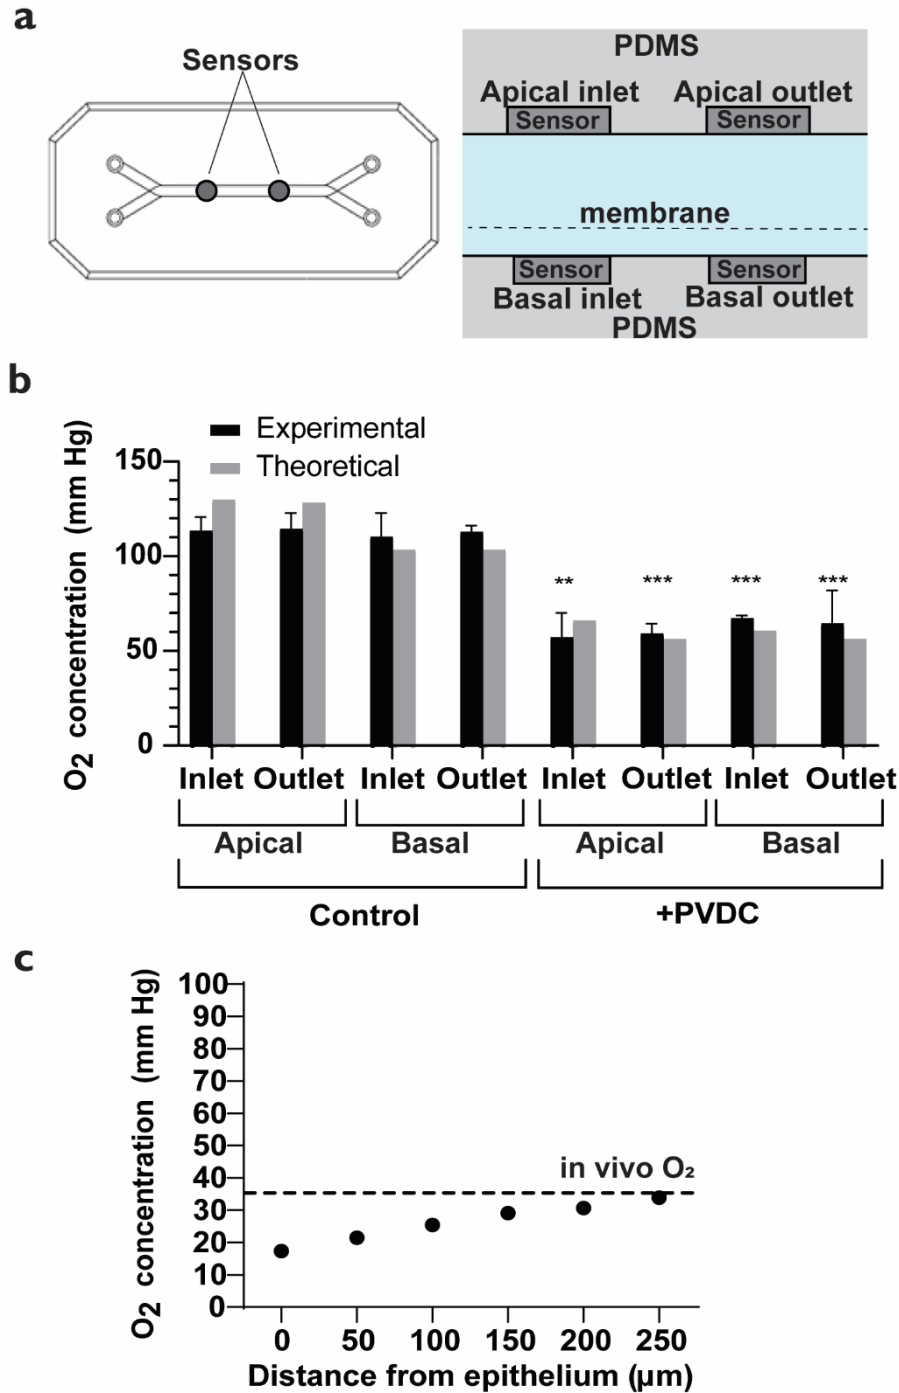 a
Sensors
PDMS
Apical inlet Apical outlet
Sensor Sensor
membrane
Sensor Sensor
Basal inlet Basal outlet
PDMS
b
O2 concentration (mm Hg)
Experimental
Theoretical
150
100
50
0
** *** *** ***
Inlet Outlet Inlet Outlet Inlet Outlet Inlet Outlet
Apical Basal Apical Basal
Control +PVDC
c
O2 concentration (mm Hg)
100
90
80
70
60
50
40
30
20
10
0
in vivo O₂
0 50 100 150 200 250
Distance from epithelium (μm)